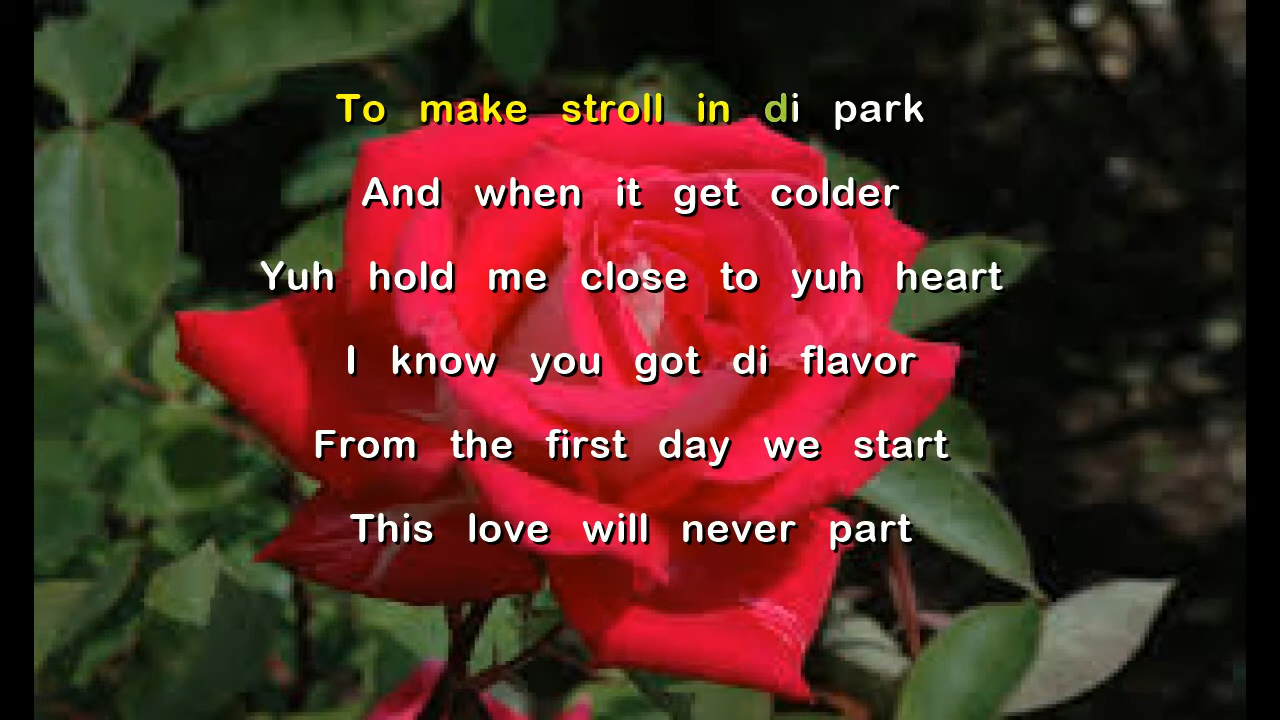 To make stroll in di park
And when it get colder
Yuh hold me close to yuh heart
I know you got di flavor
From the first day we start
This love will never part